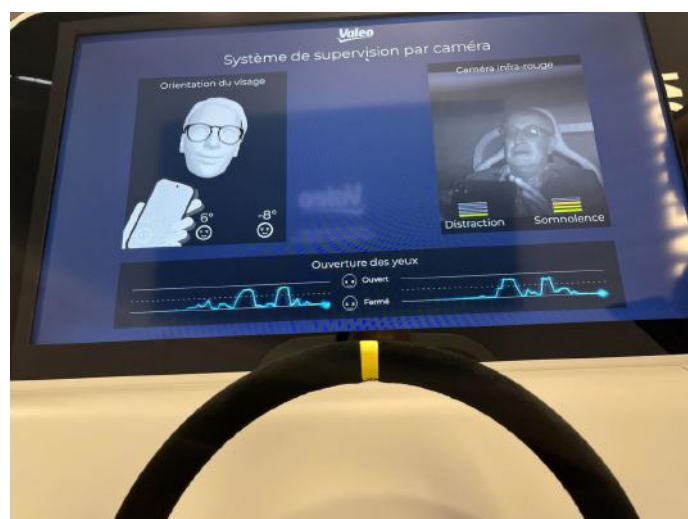 Valeo
Système de supervision par caméra
Orientation du visage
Caméra infra-rouge
6°
-8°
Distraction
Somnolence
Ouverture des yeux
Ouvert
Fermé